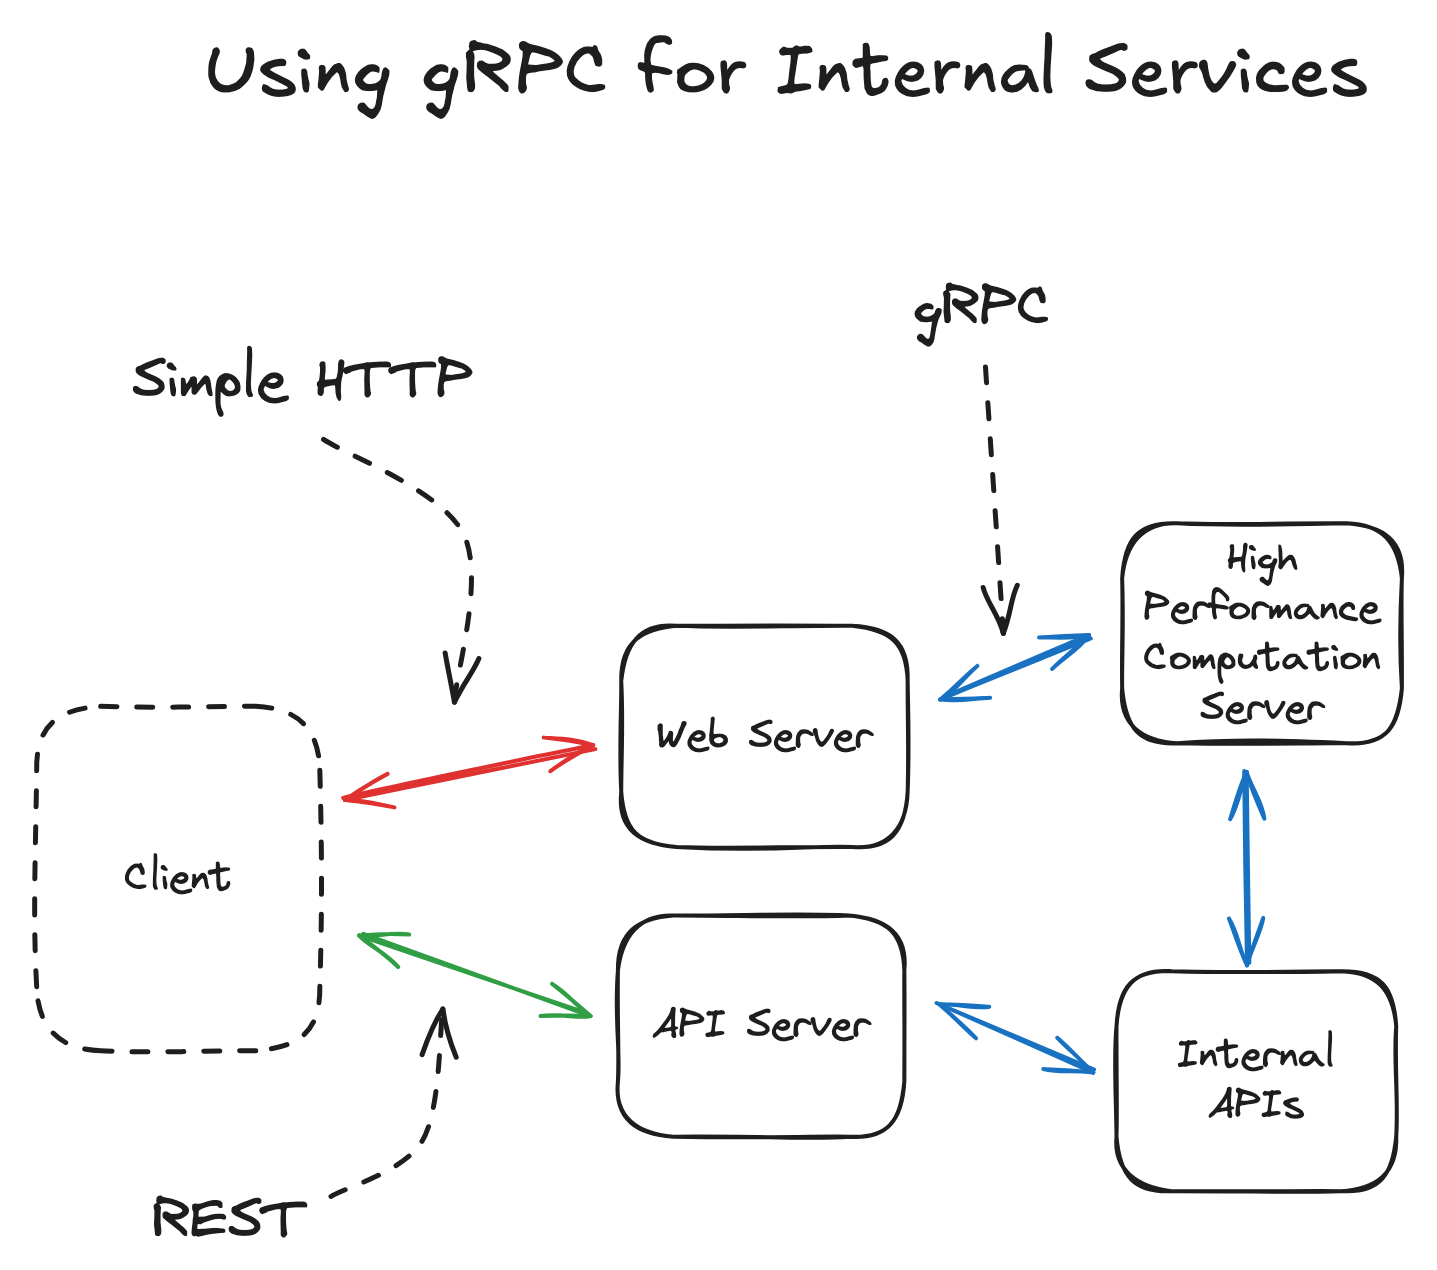 Using gRPC for Internal Services
gRPC
Simple HTTP
High
Performance
Computation
Server
Web Server
Client
API Server
Internal
APIs
REST